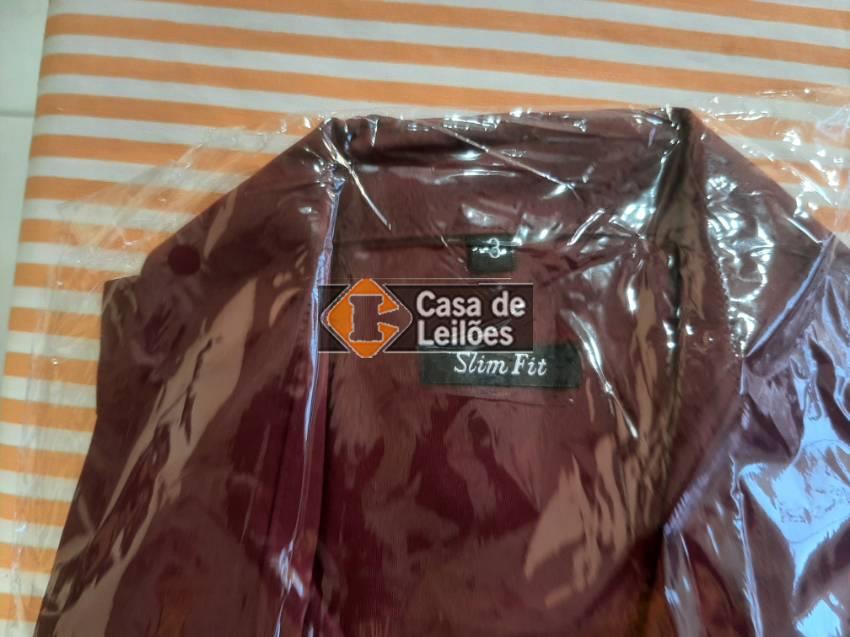 3
Casa de
Leilões
Slim Fit